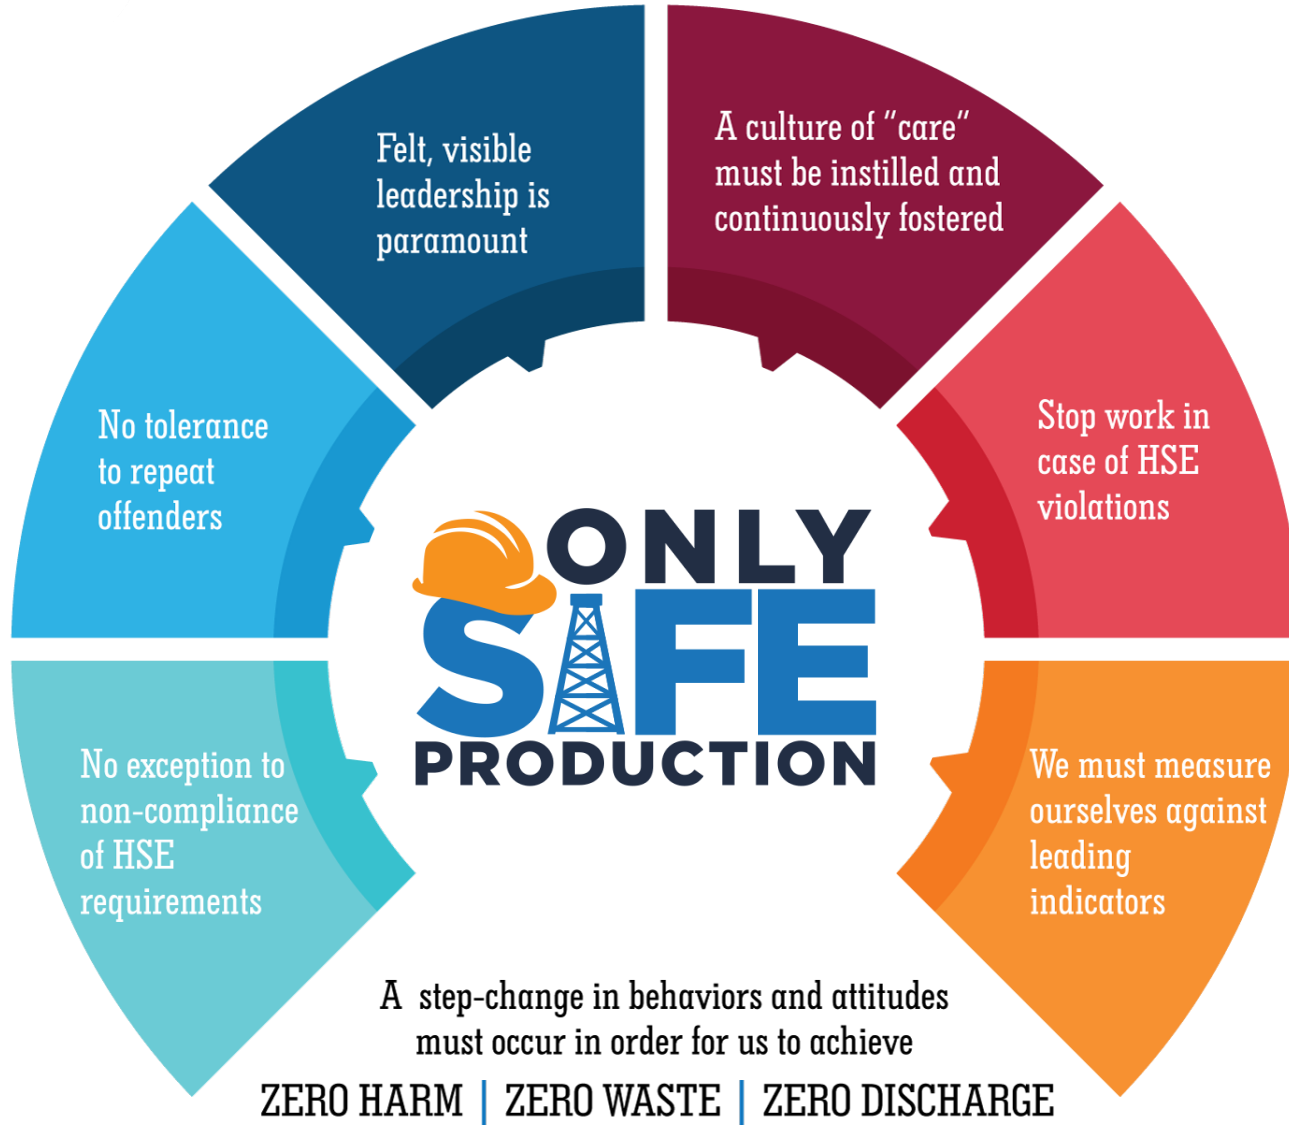 Felt, visible
leadership is
paramount
A culture of “care”
must be instilled and
continuously fostered
No tolerance
to repeat
offenders
Stop work in
case of HSE
violations
ONLY
SAFE
PRODUCTION
No exception to
non-compliance
of HSE
requirements
We must measure
ourselves against
leading
indicators
A step-change in behaviors and attitudes
must occur in order for us to achieve
ZERO HARM | ZERO WASTE | ZERO DISCHARGE